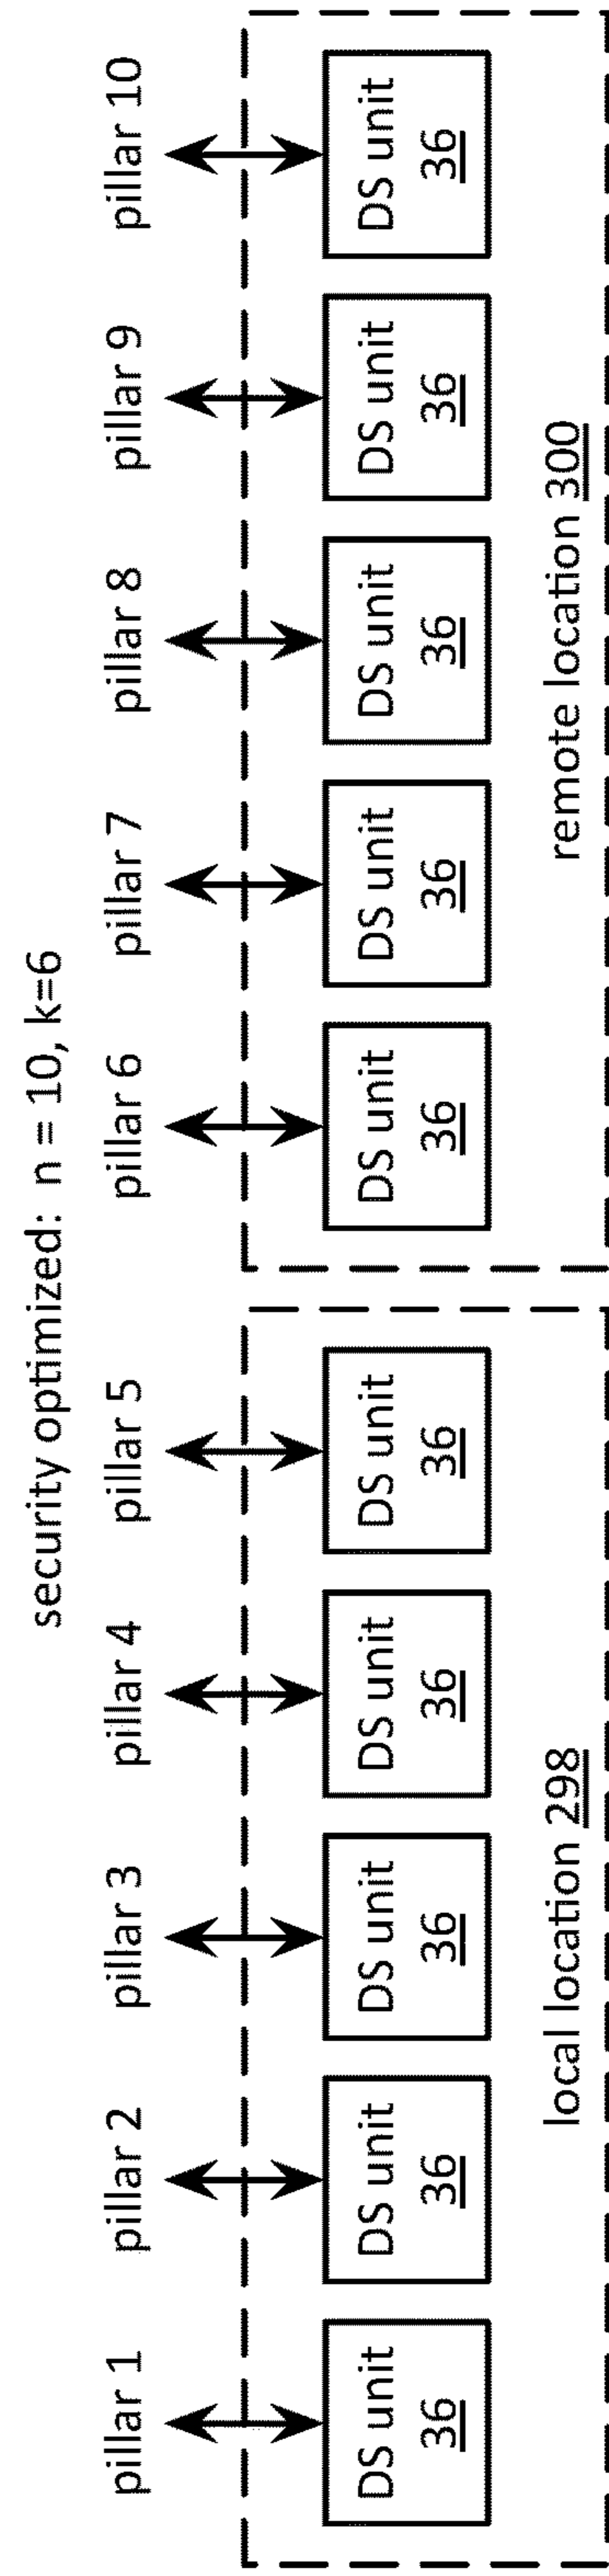 security optimized:  n = 10, k=6
pillar 1 pillar 2 pillar 3 pillar 4 pillar 5 pillar 6 pillar 7 pillar 8 pillar 9 pillar 10
DS unit DS unit DS unit DS unit DS unit DS unit DS unit DS unit DS unit DS unit
36 36 36 36 36 36 36 36 36 36
local location 298 remote location 300